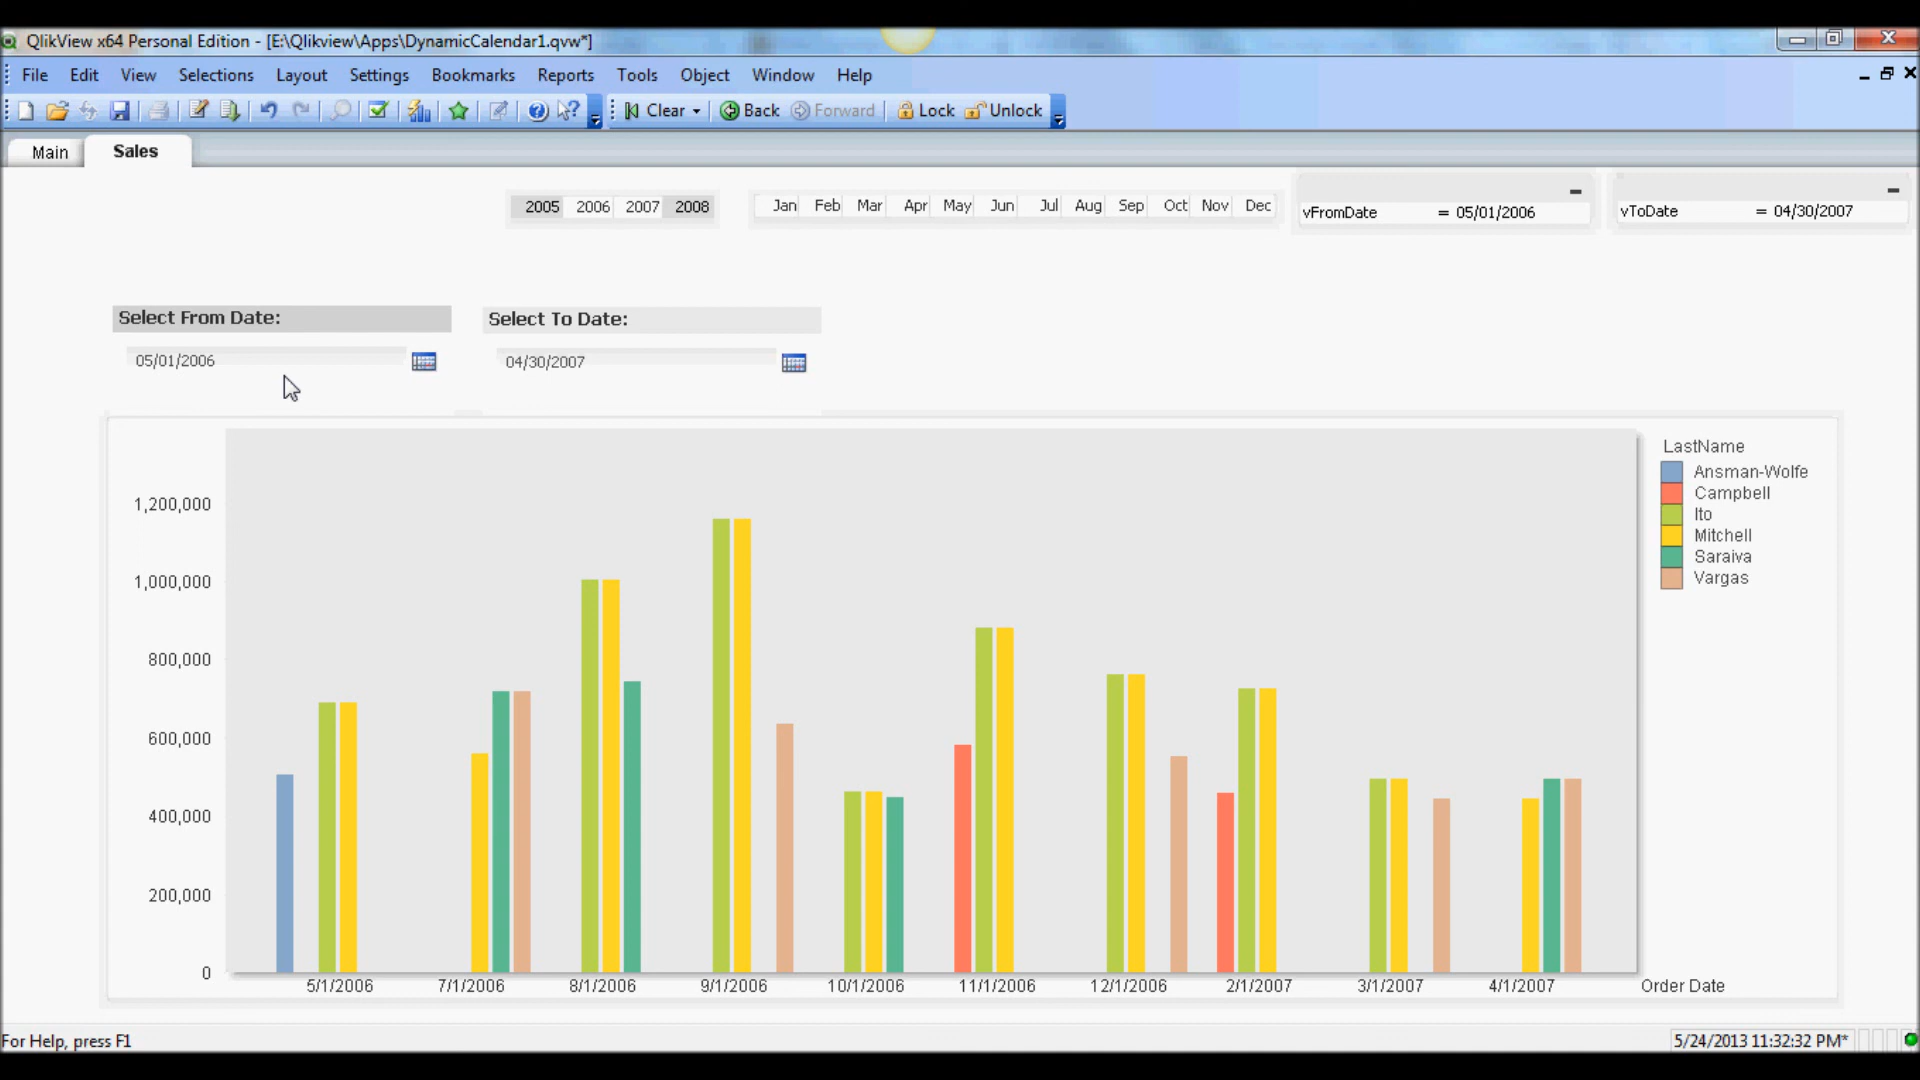 QlikView x64 Personal Edition - [E:\Qlikview\Apps\DynamicCalendar1.qvw*]
File Edit View Selections Layout Settings Bookmarks Reports Tools Object Window Help
Clear Back Forward Lock Unlock
Main Sales
2005 2006 2007 2008 Jan Feb Mar Apr May Jun Jul Aug Sep Oct Nov Dec
vFromDate = 05/01/2006 vToDate = 04/30/2007
Select From Date: Select To Date:
05/01/2006 04/30/2007
LastName
Ansman-Wolfe
Campbell
Ito
Mitchell
Saraiva
Vargas
1,200,000
1,000,000
800,000
600,000
400,000
200,000
0
5/1/2006 7/1/2006 8/1/2006 9/1/2006 10/1/2006 11/1/2006 12/1/2006 2/1/2007 3/1/2007 4/1/2007 Order Date
For Help, press F1 5/24/2013 11:32:32 PM*